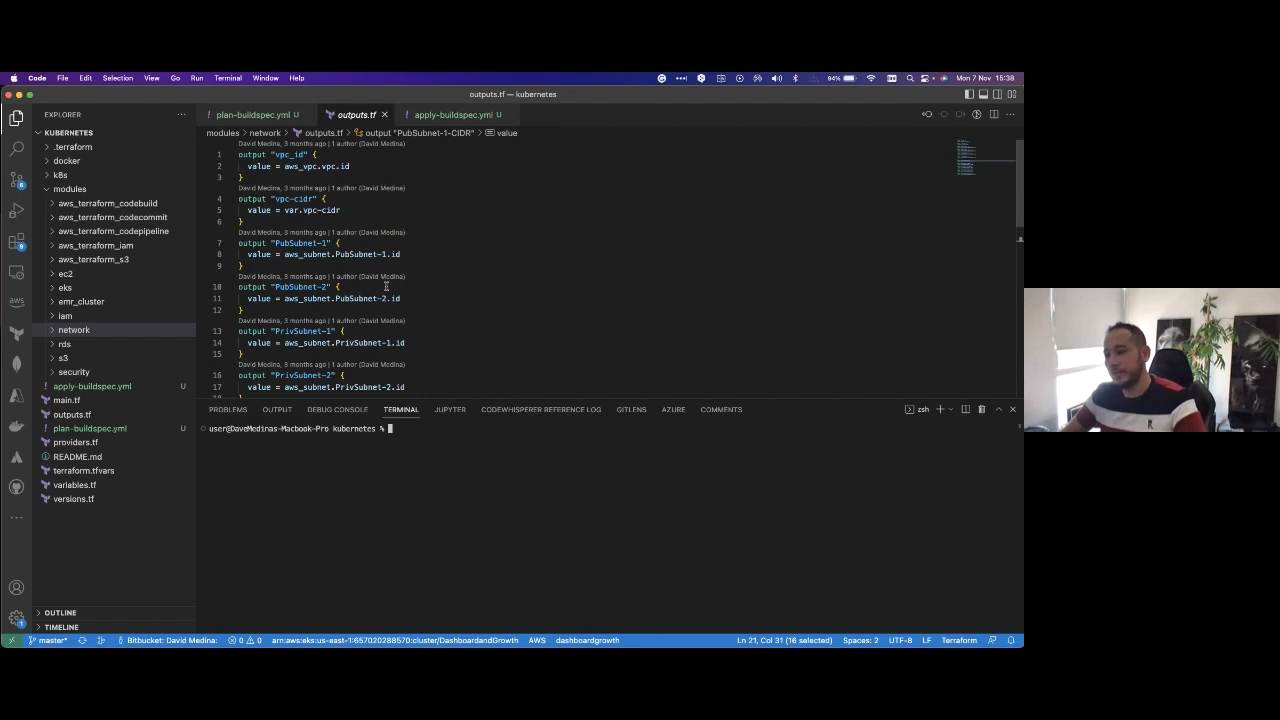 Code File Edit Selection View Go Run Terminal Window Help 94% Mon 7 Nov 15:38
outputs.tf — kubernetes
EXPLORER
plan-buildspec.yml U outputs.tf apply-buildspec.yml U
KUBERNETES
.terraform
docker
k8s
modules
aws_terraform_codebuild
aws_terraform_codecommit
aws_terraform_codepipeline
aws_terraform_iam
aws_terraform_s3
ec2
eks
emr_cluster
iam
network
rds
s3
security
apply-buildspec.yml U
main.tf
outputs.tf
plan-buildspec.yml U
providers.tf
README.md
terraform.tfvars
variables.tf
versions.tf
OUTLINE
TIMELINE
6
9
aws
1
modules > network > outputs.tf > output "PubSubnet-1-CIDR" > value
David Medina, 3 months ago | 1 author (David Medina)
1 output "vpc_id" {
2 value = aws_vpc.vpc.id
3 }
David Medina, 3 months ago | 1 author (David Medina)
4 output "vpc-cidr" {
5 value = var.vpc-cidr
6 }
David Medina, 3 months ago | 1 author (David Medina)
7 output "PubSubnet-1" {
8 value = aws_subnet.PubSubnet-1.id
9 }
David Medina, 3 months ago | 1 author (David Medina)
10 output "PubSubnet-2" {
11 value = aws_subnet.PubSubnet-2.id
12 }
David Medina, 3 months ago | 1 author (David Medina)
13 output "PrivSubnet-1" {
14 value = aws_subnet.PrivSubnet-1.id
15 }
David Medina, 3 months ago | 1 author (David Medina)
16 output "PrivSubnet-2" {
17 value = aws_subnet.PrivSubnet-2.id
PROBLEMS OUTPUT DEBUG CONSOLE TERMINAL JUPYTER CODEWHISPERER REFERENCE LOG GITLENS AZURE COMMENTS zsh
user@DaveMedinas-Macbook-Pro kubernetes %
master* Bitbucket: David Medina: 0 0 arn:aws:eks:us-east-1:657020288570:cluster/DashboardandGrowth AWS dashboardgrowth Ln 21, Col 31 (16 selected) Spaces: 2 UTF-8 LF Terraform